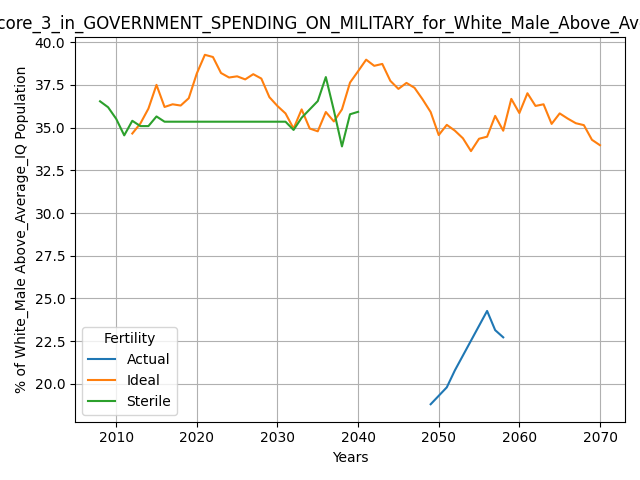 core_3_in_GOVERNMENT_SPENDING_ON_MILITARY_for_White_Male_Above_Av
40.0
37.5
35.0
32.5
30.0
27.5
25.0
22.5
20.0
% of White_Male Above_Average_IQ Population
Fertility
Actual
Ideal
Sterile
2010 2020 2030 2040 2050 2060 2070
Years